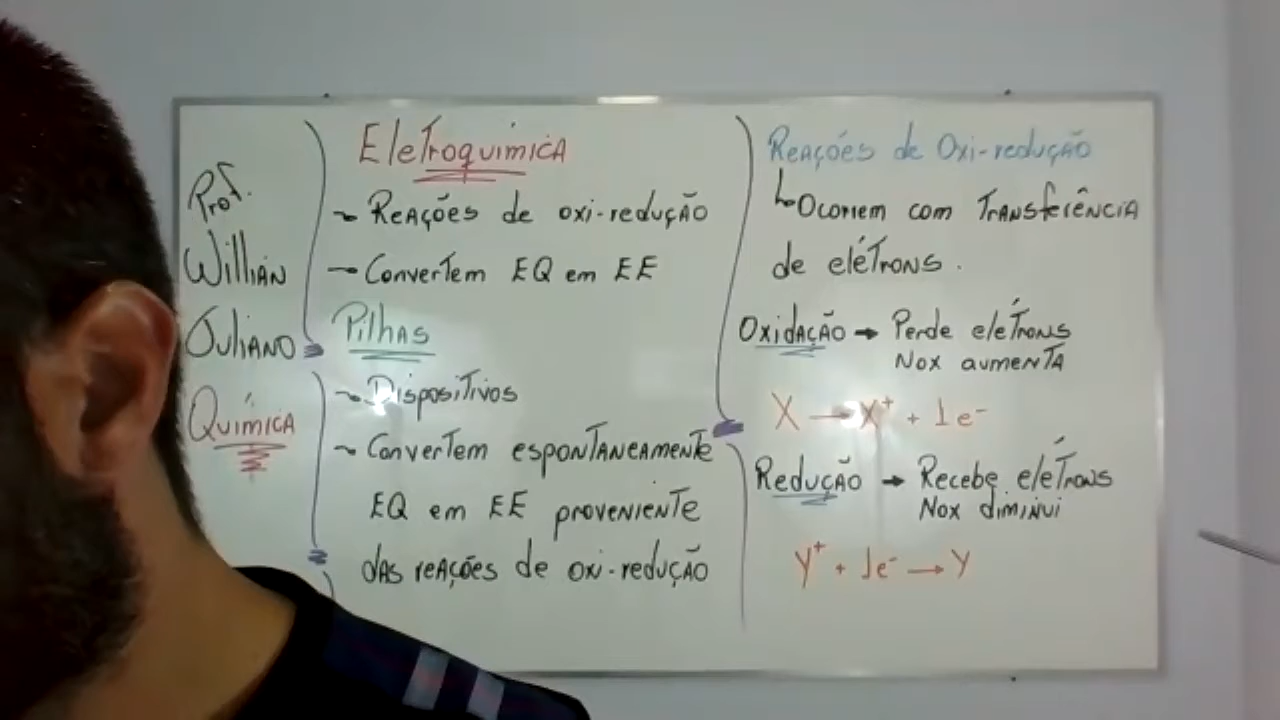 Prof.
Willian
Juliano
Química
Eletroquímica
~ Reações de oxi-redução
→ Convertem EQ em EE
Pilhas
~ Dispositivos
~ Convertem espontaneamente
EQ em EE proveniente
das reações de oxi-redução
Reações de Oxi-redução
↳ Ocorrem com Transferência
de elétrons.
Oxidação → Perde elétrons
Nox aumenta
X → X⁺ + 1e⁻
Redução → Recebe elétrons
Nox diminui
Y⁺ + 1e⁻ → Y